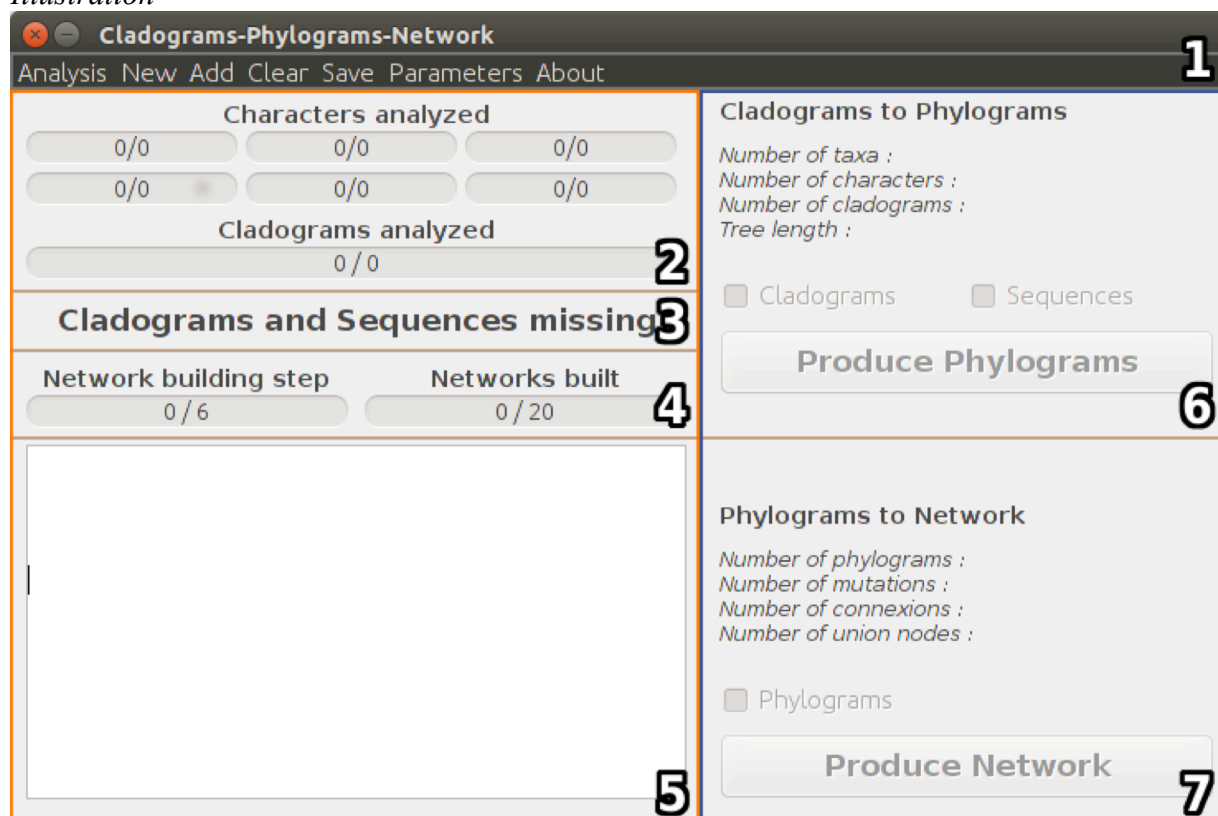 Illustration
Cladograms-Phylograms-Network
Analysis New Add Clear Save Parameters About
1
Characters analyzed
0/0 0/0 0/0
0/0 0/0 0/0
Cladograms analyzed
0 / 0
2
Cladograms and Sequences missing
3
Network building step Networks built
0 / 6 0 / 20
4
5
Cladograms to Phylograms
Number of taxa :
Number of characters :
Number of cladograms :
Tree length :
Cladograms Sequences
Produce Phylograms
6
Phylograms to Network
Number of phylograms :
Number of mutations :
Number of connexions :
Number of union nodes :
Phylograms
Produce Network
7